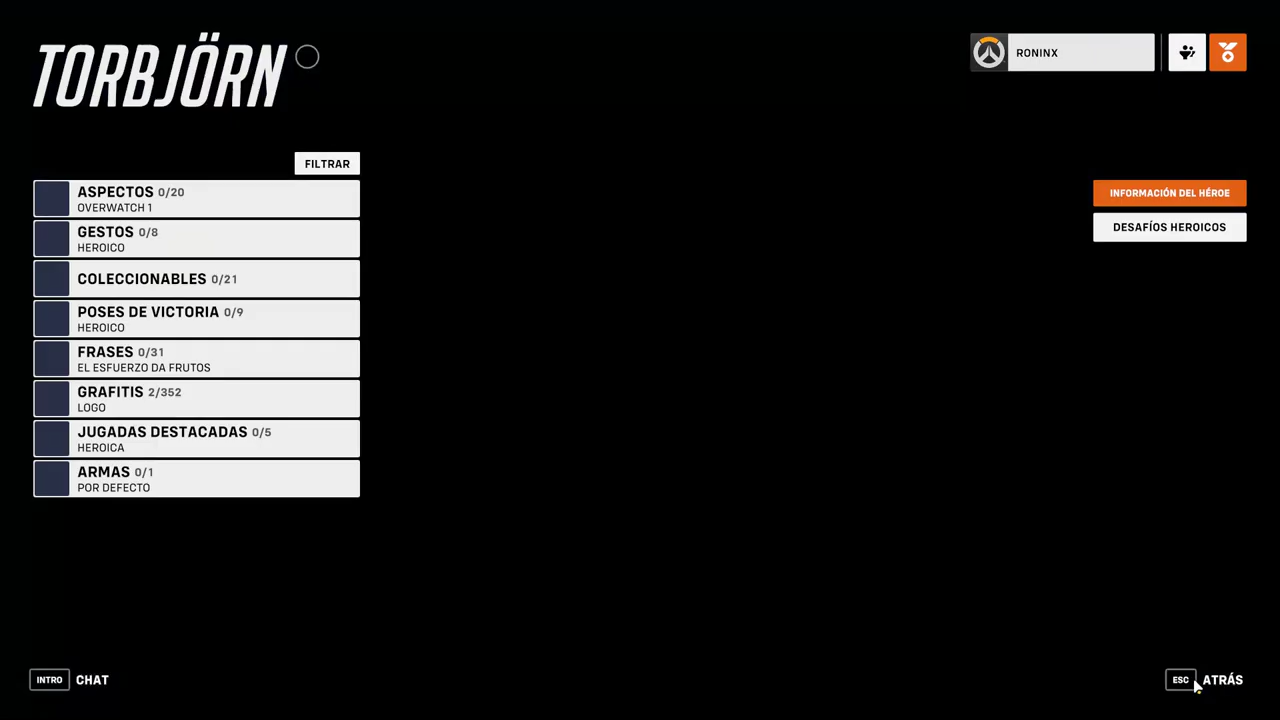 TORBJÖRN
RONINX
FILTRAR
ASPECTOS 0/20
OVERWATCH 1
GESTOS 0/8
HEROICO
COLECCIONABLES 0/21
POSES DE VICTORIA 0/9
HEROICO
FRASES 0/31
EL ESFUERZO DA FRUTOS
GRAFITIS 2/352
LOGO
JUGADAS DESTACADAS 0/5
HEROICA
ARMAS 0/1
POR DEFECTO
INFORMACIÓN DEL HÉROE
DESAFÍOS HEROICOS
INTRO CHAT
ESC ATRÁS